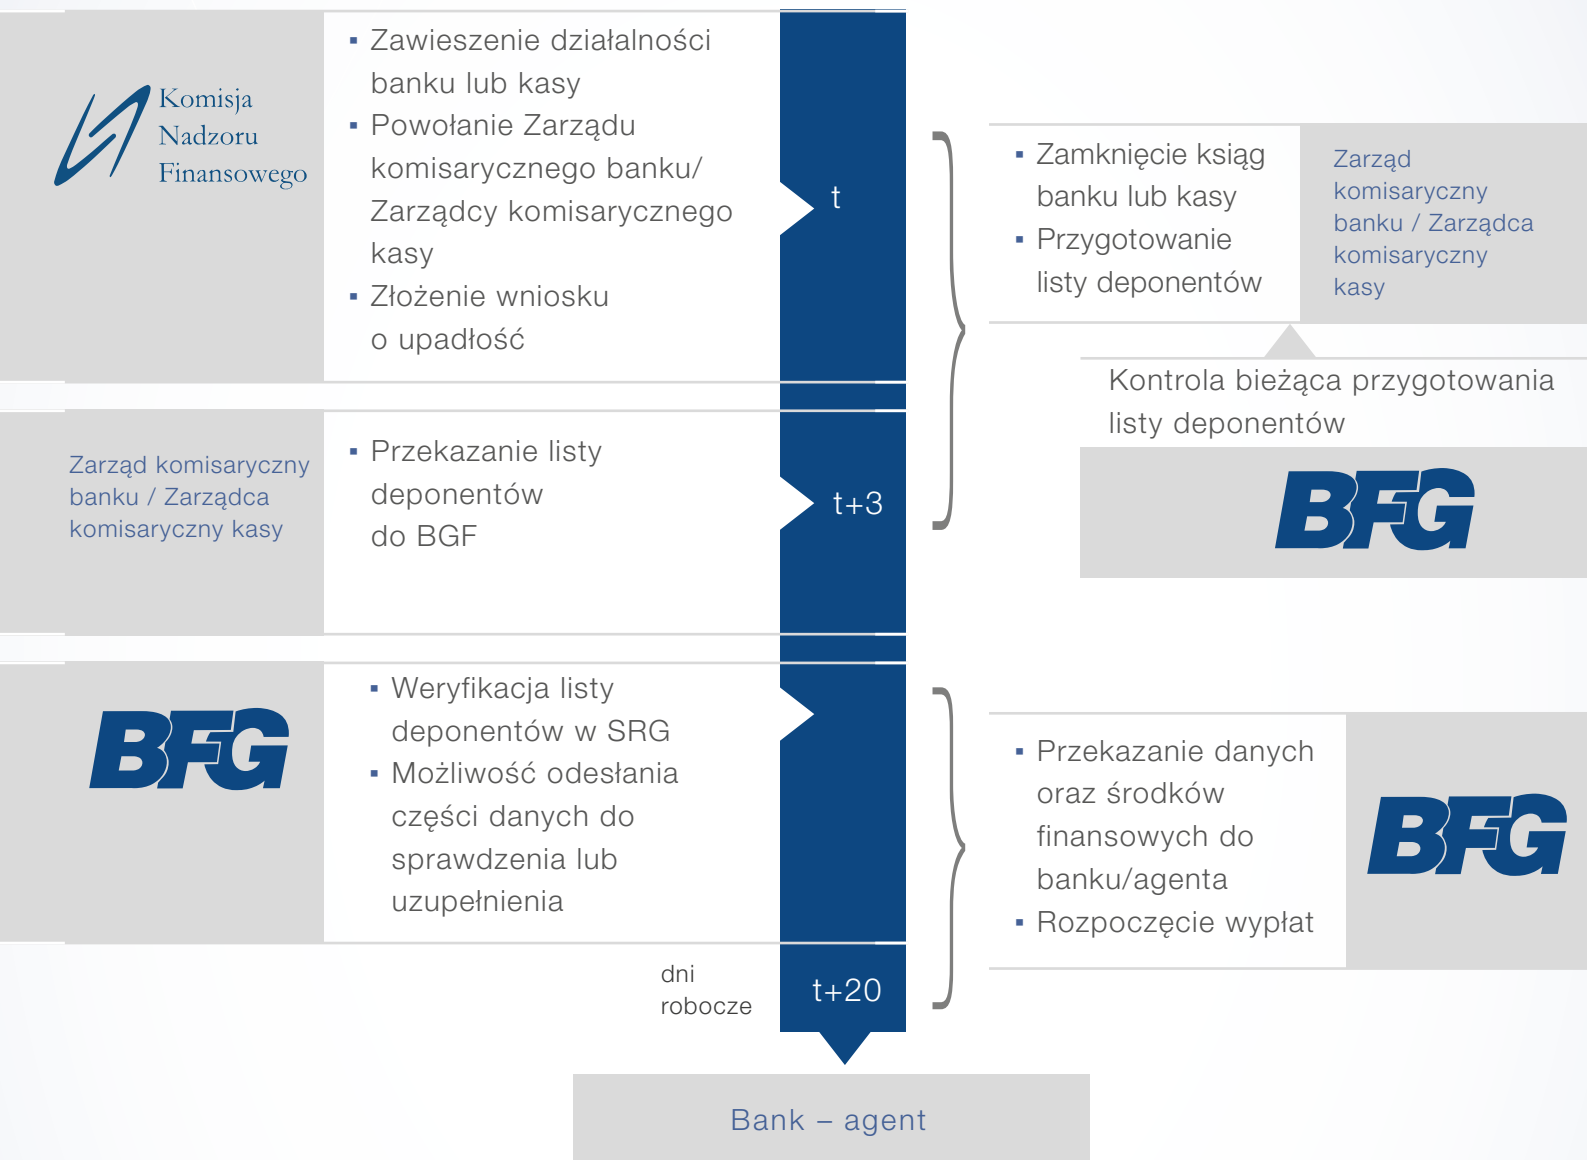 Komisja
Nadzoru
Finansowego
▪ Zawieszenie działalności
banku lub kasy
▪ Powołanie Zarządu
komisarycznego banku/
Zarządcy komisarycznego
kasy
▪ Złożenie wniosku
o upadłość
t
▪ Zamknięcie ksiąg
banku lub kasy
▪ Przygotowanie
listy deponentów
Zarząd
komisaryczny
banku / Zarządca
komisaryczny
kasy
Kontrola bieżąca przygotowania
listy deponentów
BFG
Zarząd komisaryczny
banku / Zarządca
komisaryczny kasy
▪ Przekazanie listy
deponentów
do BGF
t+3
BFG
▪ Weryfikacja listy
deponentów w SRG
▪ Możliwość odesłania
części danych do
sprawdzenia lub
uzupełnienia
▪ Przekazanie danych
oraz środków
finansowych do
banku/agenta
▪ Rozpoczęcie wypłat
BFG
dni
robocze
t+20
Bank – agent